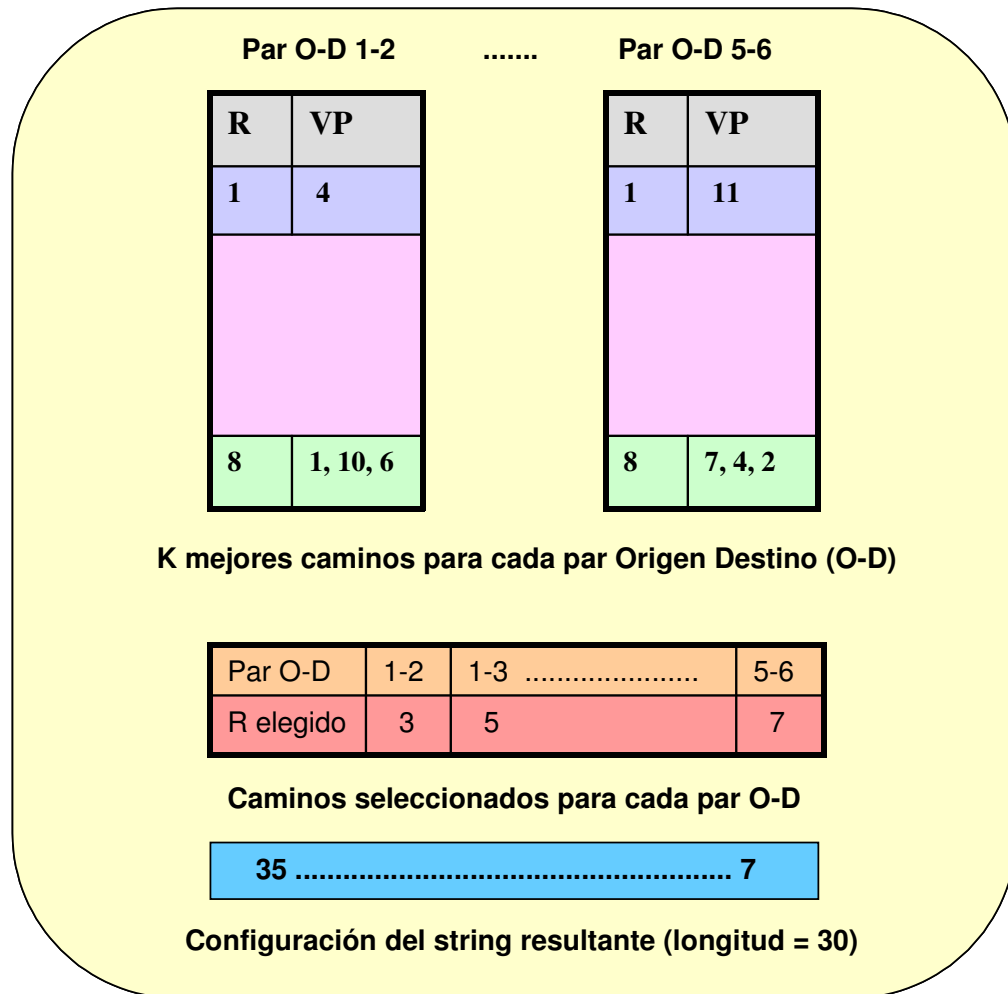 Par O-D 1-2 ....... Par O-D 5-6
R VP R VP
1 4 1 11
8 1, 10, 6 8 7, 4, 2
K mejores caminos para cada par Origen Destino (O-D)
Par O-D 1-2 1-3 ...................... 5-6
R elegido 3 5 7
Caminos seleccionados para cada par O-D
35 ....................................................... 7
Configuración del string resultante (longitud = 30)